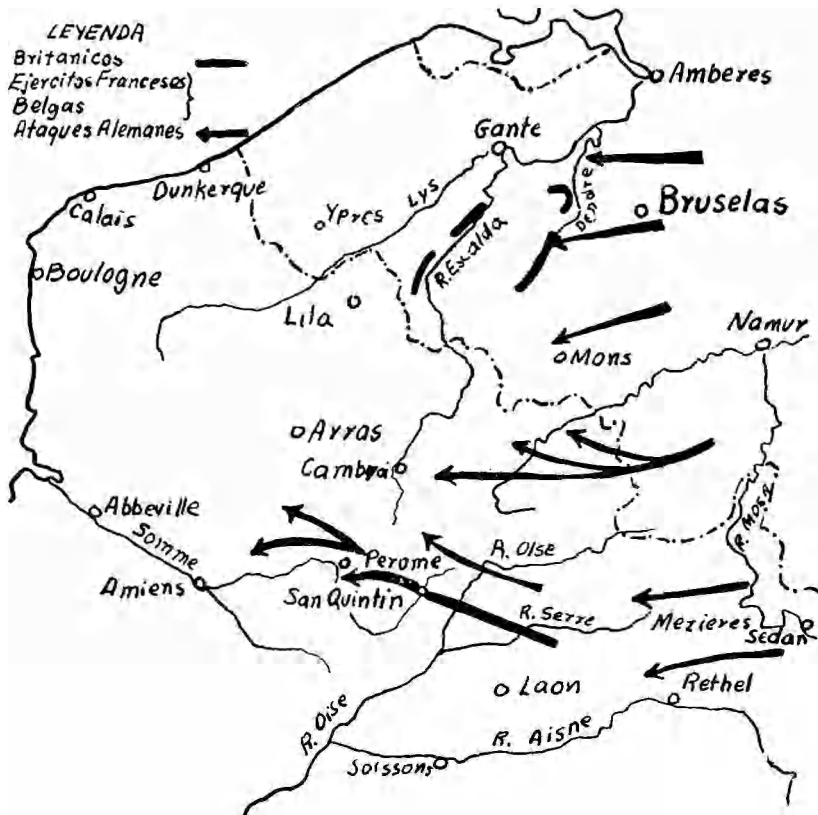 LEYENDA
Britanicos
Ejercitos Franceses
Belgas
Ataques Alemanes
Amberes
Gante
Dunkerque
Calais
Ypres
Lys
Dendre
Bruselas
R. Escalda
Boulogne
Lila
Namur
Mons
L.
Arras
Cambrai
R. Mosa
Abbeville
Somme
R. Oise
Perome
Amiens
San Quintin
R. Serre
Mezieres
Sedan
Laon
Rethel
R. Oise
R. Aisne
Soissons